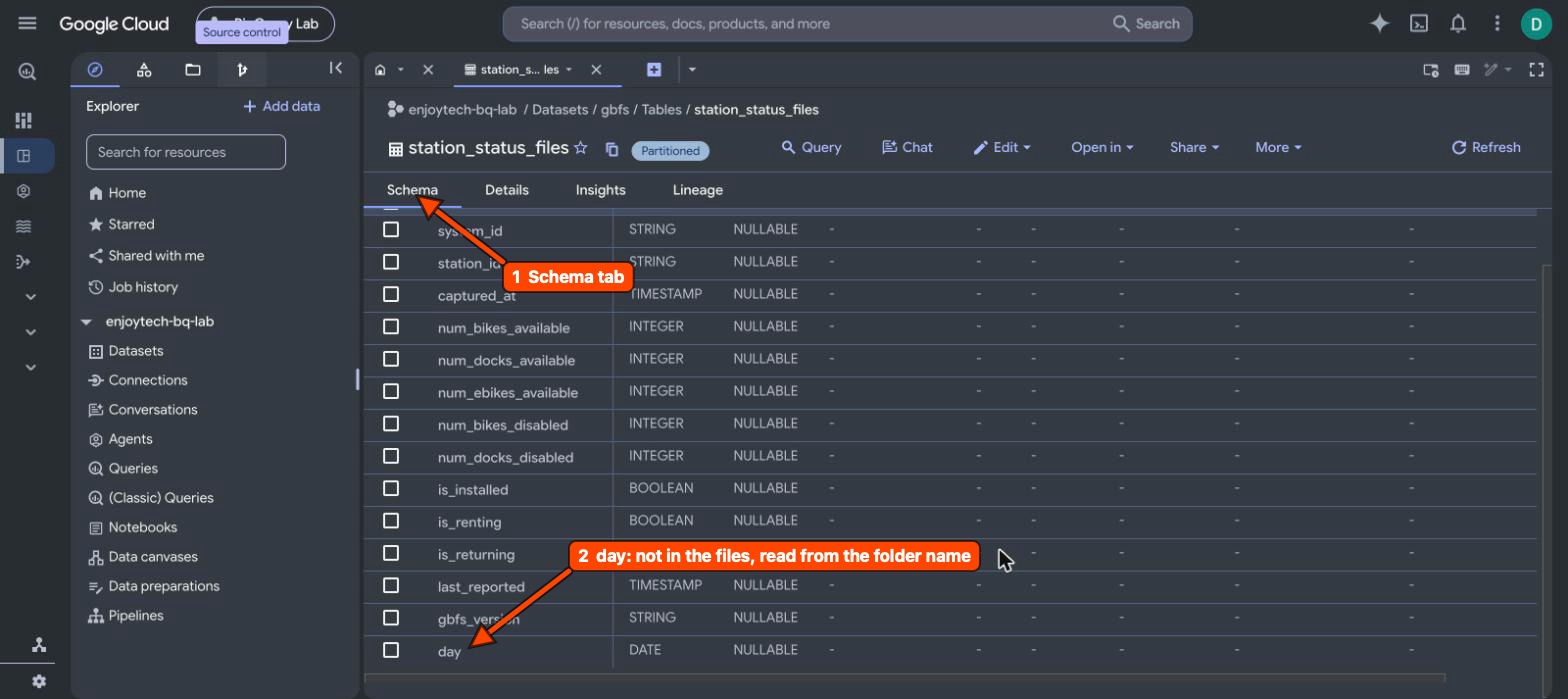 Google Cloud
Lab
Source control
Search (/) for resources, docs, products, and more
Search
D
station_s... les
Explorer
Add data
Search for resources
Home
Starred
Shared with me
Job history
enjoytech-bq-lab
Datasets
Connections
Conversations
Agents
Queries
(Classic) Queries
Notebooks
Data canvases
Data preparations
Pipelines
enjoytech-bq-lab / Datasets / gbfs / Tables / station_status_files
station_status_files
Partitioned
Query
Chat
Edit
Open in
Share
More
Refresh
Schema
Details
Insights
Lineage
system_id STRING NULLABLE - - - - - -
station_id STRING NULLABLE - - - - - -
1 Schema tab
captured_at TIMESTAMP NULLABLE - - - - - -
num_bikes_available INTEGER NULLABLE - - - - - -
num_docks_available INTEGER NULLABLE - - - - - -
num_ebikes_available INTEGER NULLABLE - - - - - -
num_bikes_disabled INTEGER NULLABLE - - - - - -
num_docks_disabled INTEGER NULLABLE - - - - - -
is_installed BOOLEAN NULLABLE - - - - - -
is_renting BOOLEAN NULLABLE - - - - - -
is_returning - - - -
2 day: not in the files, read from the folder name
last_reported TIMESTAMP NULLABLE - - - - - -
gbfs_version STRING NULLABLE - - - - - -
day DATE NULLABLE - - - - - -